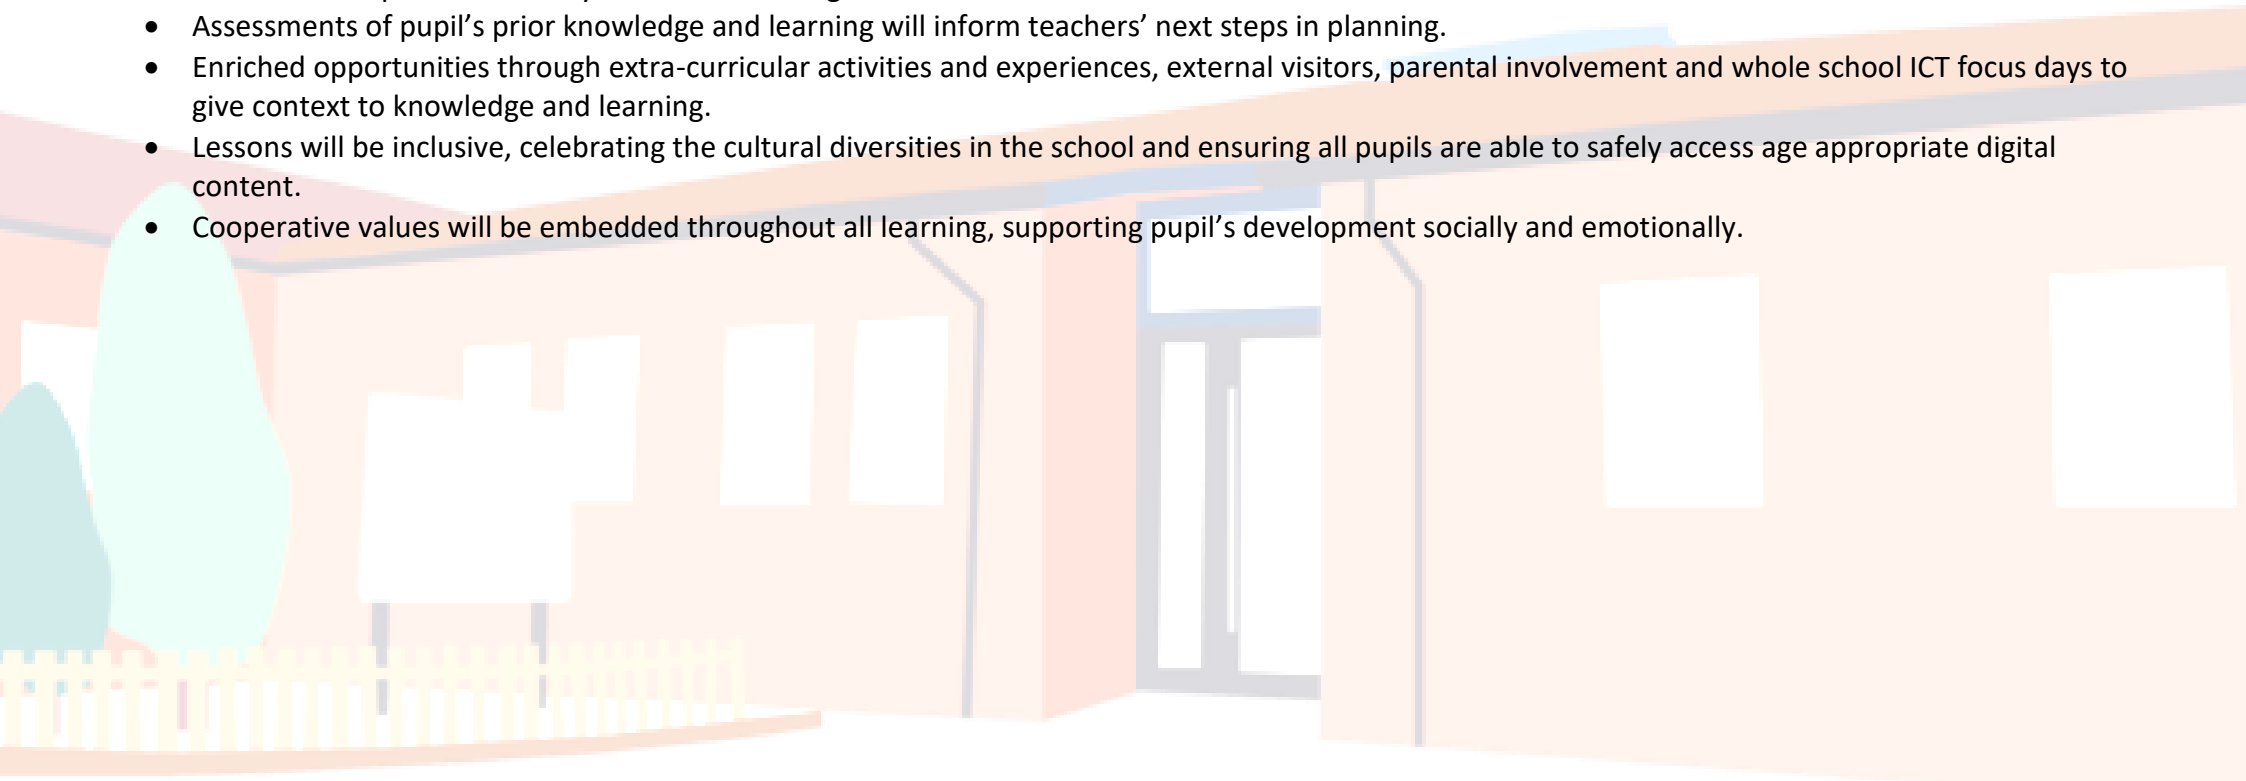 • Assessments of pupil’s prior knowledge and learning will inform teachers’ next steps in planning.
• Enriched opportunities through extra-curricular activities and experiences, external visitors, parental involvement and whole school ICT focus days to
give context to knowledge and learning.
• Lessons will be inclusive, celebrating the cultural diversities in the school and ensuring all pupils are able to safely access age appropriate digital
content.
• Cooperative values will be embedded throughout all learning, supporting pupil’s development socially and emotionally.